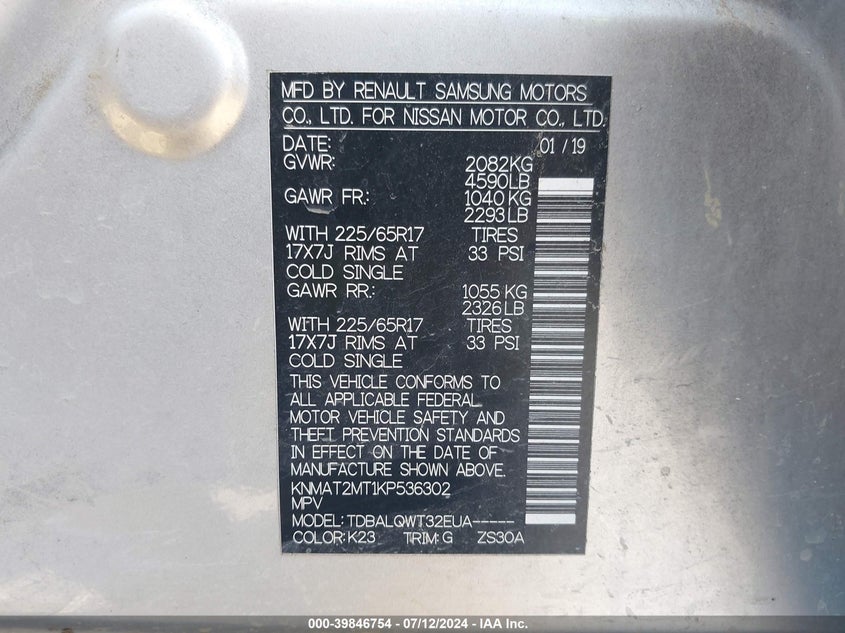 MFD BY RENAULT SAMSUNG MOTORS
CO., LTD. FOR NISSAN MOTOR CO., LTD.
DATE: 01 / 19
GVWR: 2082KG
4590LB
GAWR FR.: 1040 KG
2293 LB
WITH 225/65R17 TIRES
17X7J RIMS AT 33 PSI
COLD SINGLE
GAWR RR.: 1055 KG
2326 LB
WITH 225/65R17 TIRES
17X7J RIMS AT 33 PSI
COLD SINGLE
THIS VEHICLE CONFORMS TO
ALL APPLICABLE FEDERAL
MOTOR VEHICLE SAFETY AND
THEFT PREVENTION STANDARDS
IN EFFECT ON THE DATE OF
MANUFACTURE SHOWN ABOVE.
KNMAT2MT1KP536302
MPV
MODEL: TDBALQWT32EUA-----
COLOR: K23 TRIM: G ZS30A
000-39846754 - 07/12/2024 - IAA Inc.